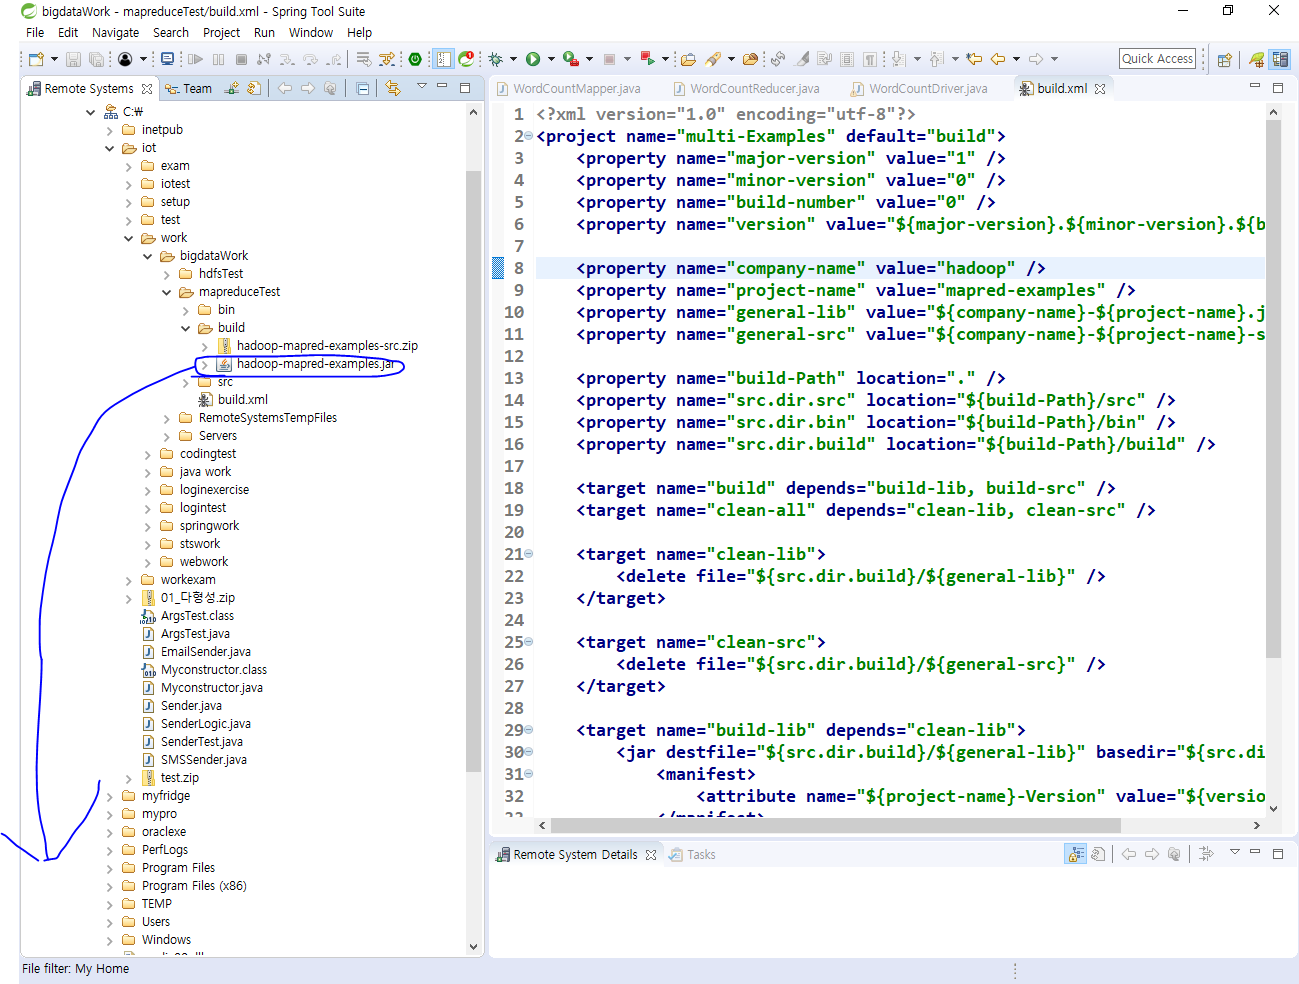 bigdataWork - mapreduceTest/build.xml - Spring Tool Suite
File Edit Navigate Search Project Run Window Help
Quick Access
Remote Systems Team
C:₩
inetpub
iot
exam
iotest
setup
test
work
bigdataWork
hdfsTest
mapreduceTest
bin
build
hadoop-mapred-examples-src.zip
hadoop-mapred-examples.jar
src
build.xml
RemoteSystemsTempFiles
Servers
codingtest
java work
loginexercise
logintest
springwork
stswork
webwork
workexam
01_다형성.zip
ArgsTest.class
ArgsTest.java
EmailSender.java
Myconstructor.class
Myconstructor.java
Sender.java
SenderLogic.java
SenderTest.java
SMSSender.java
test.zip
myfridge
mypro
oraclexe
PerfLogs
Program Files
Program Files (x86)
TEMP
Users
Windows
WordCountMapper.java WordCountReducer.java WordCountDriver.java build.xml
1 <?xml version="1.0" encoding="utf-8"?>
2 <project name="multi-Examples" default="build">
3 <property name="major-version" value="1" />
4 <property name="minor-version" value="0" />
5 <property name="build-number" value="0" />
6 <property name="version" value="${major-version}.${minor-version}.${b
7
8 <property name="company-name" value="hadoop" />
9 <property name="project-name" value="mapred-examples" />
10 <property name="general-lib" value="${company-name}-${project-name}.j
11 <property name="general-src" value="${company-name}-${project-name}-s
12
13 <property name="build-Path" location="." />
14 <property name="src.dir.src" location="${build-Path}/src" />
15 <property name="src.dir.bin" location="${build-Path}/bin" />
16 <property name="src.dir.build" location="${build-Path}/build" />
17
18 <target name="build" depends="build-lib, build-src" />
19 <target name="clean-all" depends="clean-lib, clean-src" />
20
21 <target name="clean-lib">
22 <delete file="${src.dir.build}/${general-lib}" />
23 </target>
24
25 <target name="clean-src">
26 <delete file="${src.dir.build}/${general-src}" />
27 </target>
28
29 <target name="build-lib" depends="clean-lib">
30 <jar destfile="${src.dir.build}/${general-lib}" basedir="${src.di
31 <manifest>
32 <attribute name="${project-name}-Version" value="${versio
33 </manifest>
Remote System Details Tasks
File filter: My Home